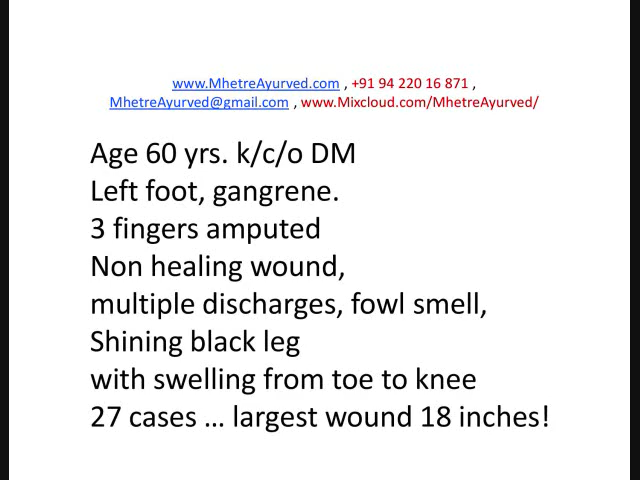 www.MhetreAyurved.com , +91 94 220 16 871 ,
MhetreAyurved@gmail.com , www.Mixcloud.com/MhetreAyurved/
Age 60 yrs. k/c/o DM
Left foot, gangrene.
3 fingers amputed
Non healing wound,
multiple discharges, fowl smell,
Shining black leg
with swelling from toe to knee
27 cases … largest wound 18 inches!